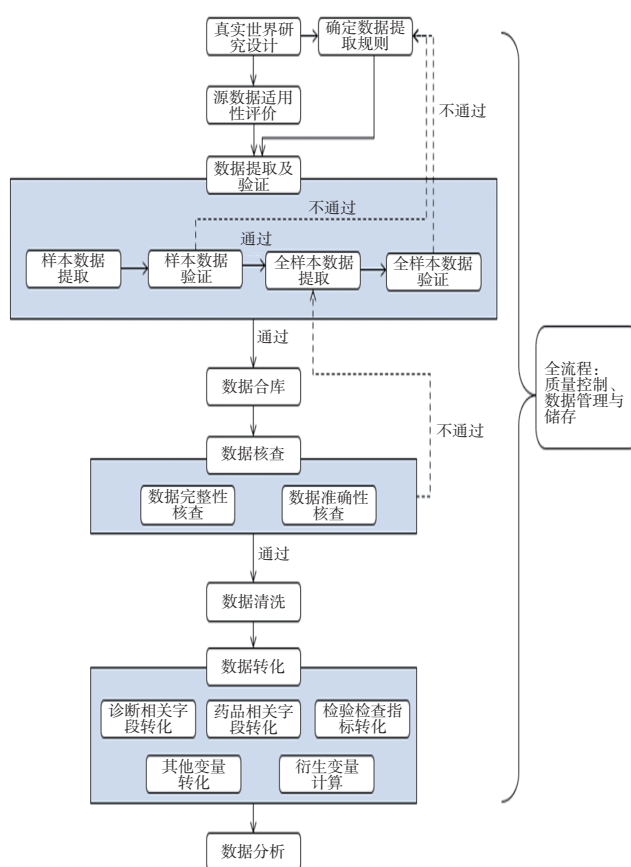 真实世界研
究设计
确定数据提
取规则
源数据适用
性评价
不通过
数据提取及
验证
不通过
通过
样本数据
提取
样本数据
验证
全样本数据
提取
全样本数据
验证
通过
全流程：
质量控制、
数据管理与
储存
数据合库
不通过
数据核查
数据完整性
核查
数据准确性
核查
通过
数据清洗
数据转化
诊断相关字
段转化
药品相关字
段转化
检验检查指
标转化
其他变量
转化
衍生变量
计算
数据分析